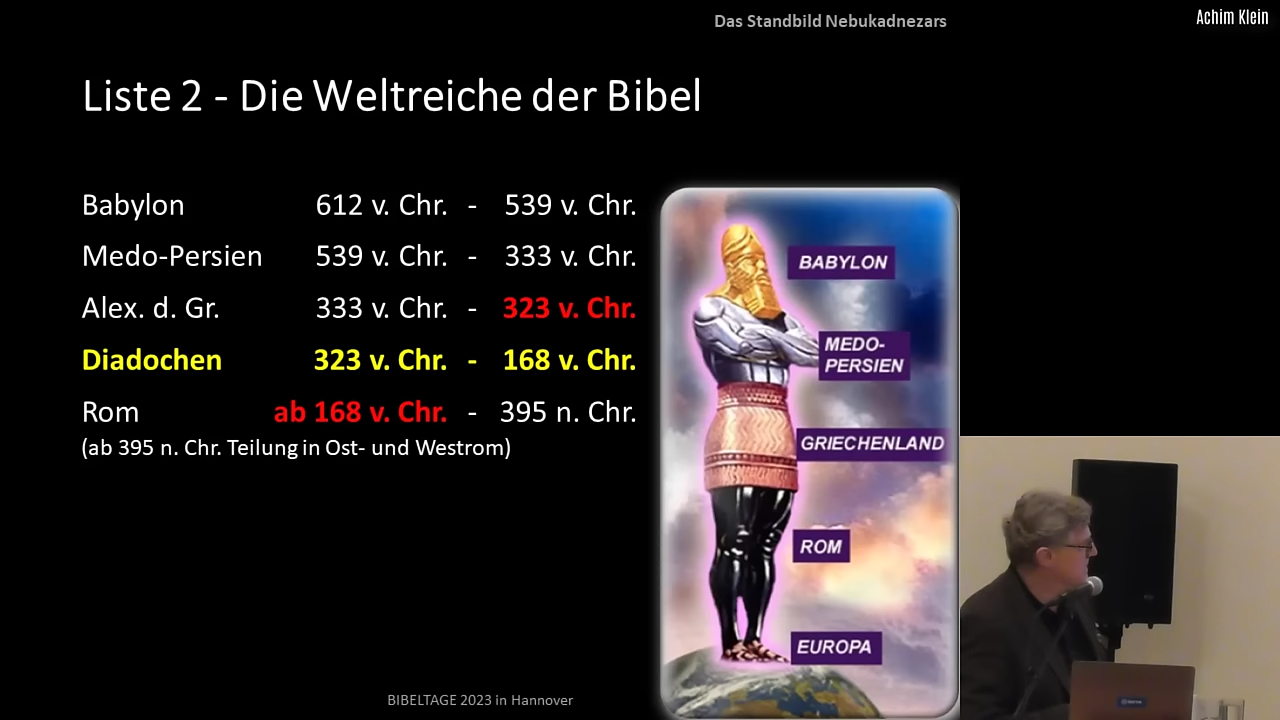 Das Standbild Nebukadnezars
Achim Klein
Liste 2 - Die Weltreiche der Bibel
Babylon 612 v. Chr. - 539 v. Chr.
Medo-Persien 539 v. Chr. - 333 v. Chr.
Alex. d. Gr. 333 v. Chr. - 323 v. Chr.
Diadochen 323 v. Chr. - 168 v. Chr.
Rom ab 168 v. Chr. - 395 n. Chr.
(ab 395 n. Chr. Teilung in Ost- und Westrom)
BABYLON
MEDO-
PERSIEN
GRIECHENLAND
ROM
EUROPA
BIBELTAGE 2023 in Hannover